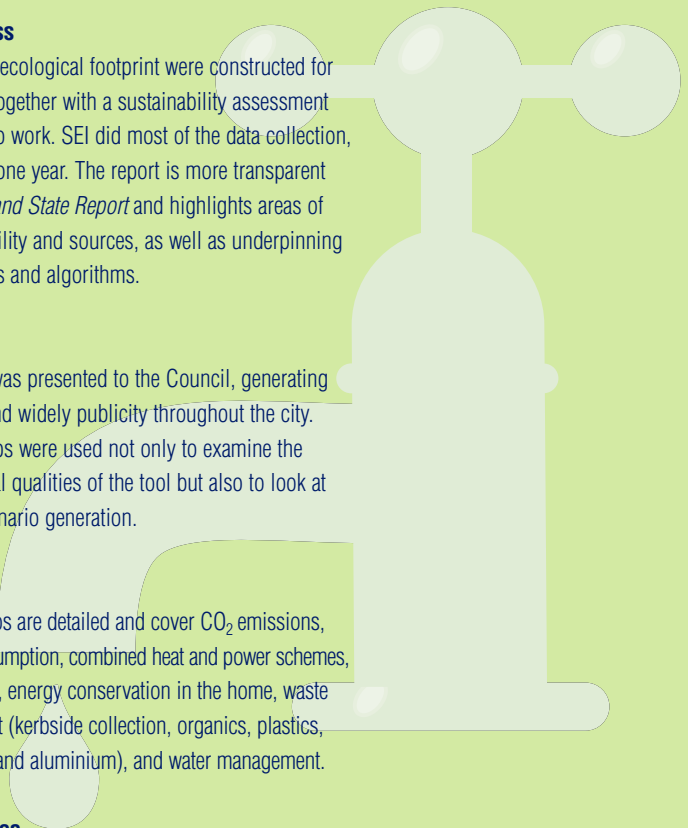 ss
ecological footprint were constructed for
ogether with a sustainability assessment
o work. SEI did most of the data collection,
one year. The report is more transparent
and State Report and highlights areas of
ility and sources, as well as underpinning
s and algorithms.
was presented to the Council, generating
nd widely publicity throughout the city.
ps were used not only to examine the
al qualities of the tool but also to look at
nario generation.
ps are detailed and cover CO₂ emissions,
umption, combined heat and power schemes,
, energy conservation in the home, waste
t (kerbside collection, organics, plastics,
and aluminium), and water management.